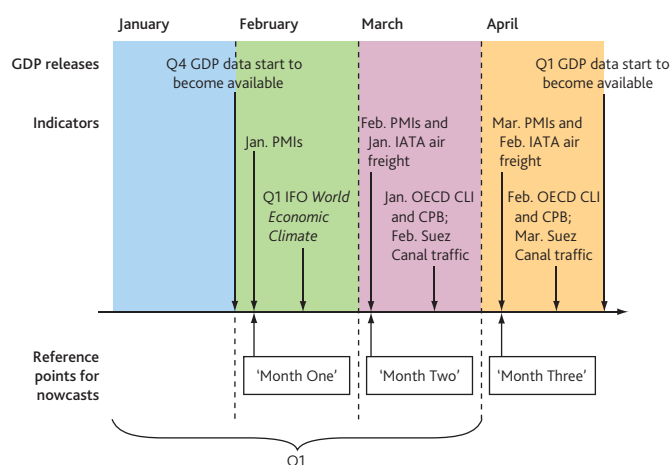 January
February
March
April
GDP releases
Q4 GDP data start to
become available
Q1 GDP data start to
become available
Indicators
Jan. PMIs
Feb. PMIs and
Jan. IATA air
freight
Mar. PMIs and
Feb. IATA air
freight
Q1 IFO World
Economic
Climate
Jan. OECD CLI
and CPB;
Feb. Suez
Canal traffic
Feb. OECD CLI
and CPB;
Mar. Suez
Canal traffic
Reference
points for
nowcasts
‘Month One’
‘Month Two’
‘Month Three’
Q1